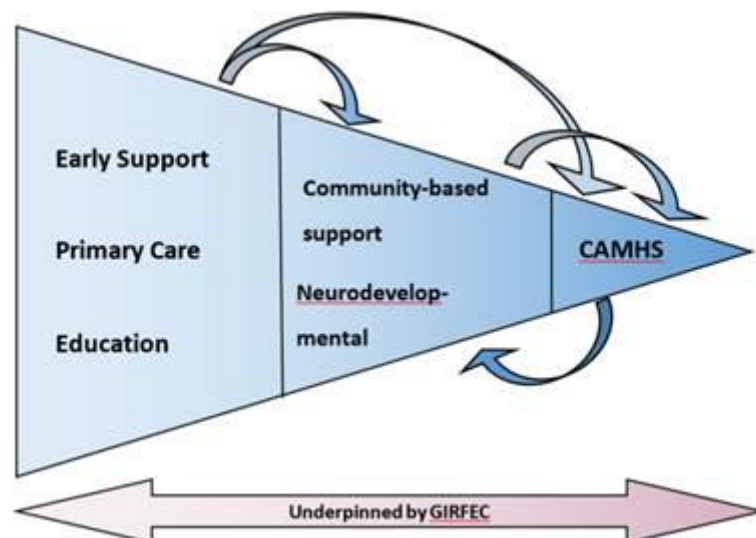 Early Support
Primary Care
Education
Community-based
support
Neurodevelop-
mental
CAMHS
Underpinned by GIRFEC